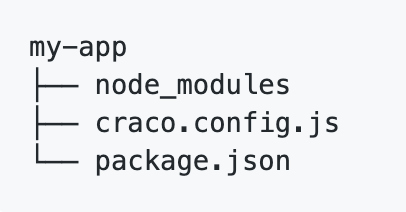 my-app
├── node_modules
├── craco.config.js
└── package.json